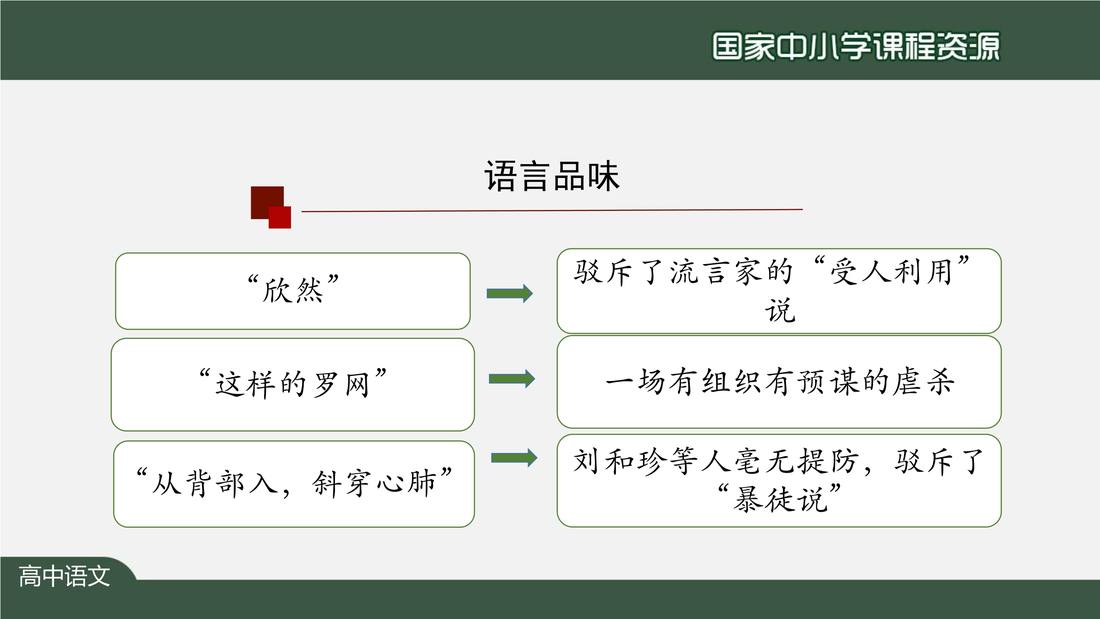 国家中小学课程资源
语言品味
“欣然”
驳斥了流言家的“受人利用”
说
“这样的罗网”
一场有组织有预谋的虐杀
“从背部入，斜穿心肺”
刘和珍等人毫无提防，驳斥了
“暴徒说”
高中语文